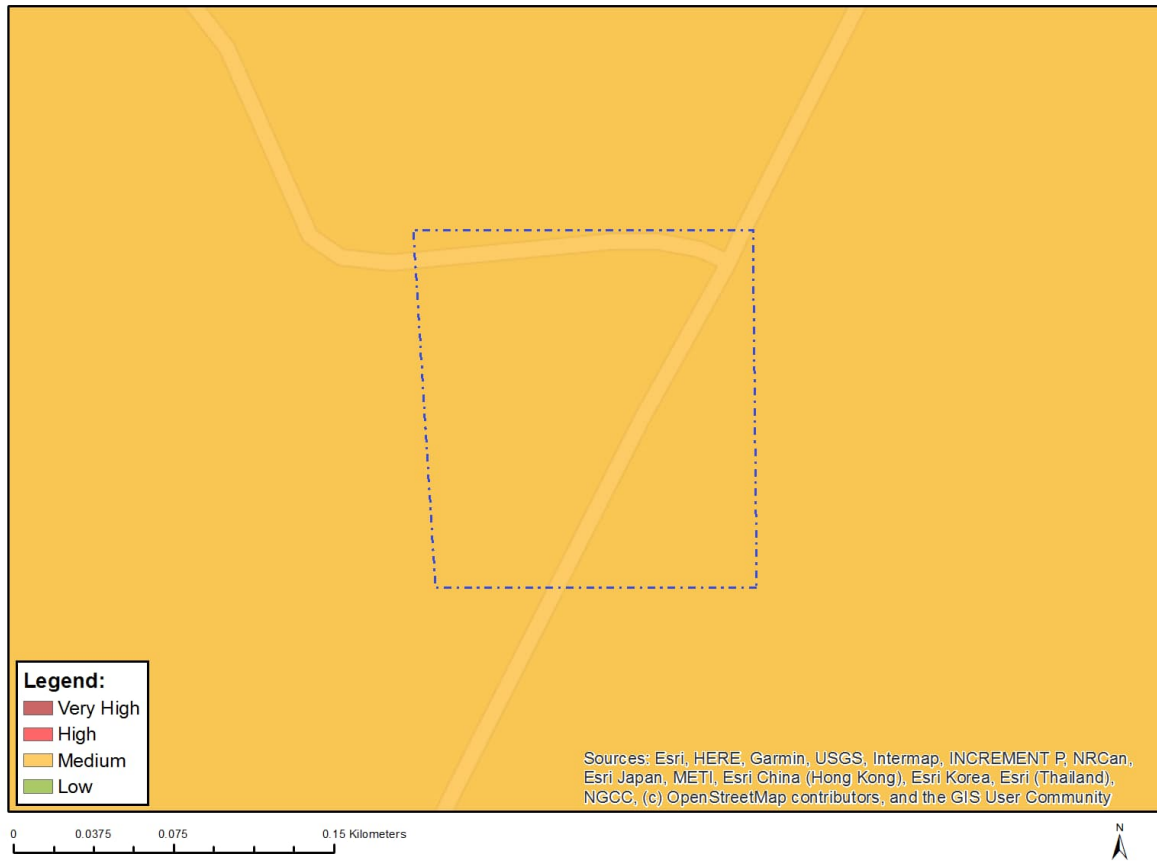 Legend:
Very High
High
Medium
Low
Sources: Esri, HERE, Garmin, USGS, Intermap, INCREMENT P, NRCan,
Esri Japan, METI, Esri China (Hong Kong), Esri Korea, Esri (Thailand),
NGCC, (c) OpenStreetMap contributors, and the GIS User Community
0 0.0375 0.075 0.15 Kilometers
N